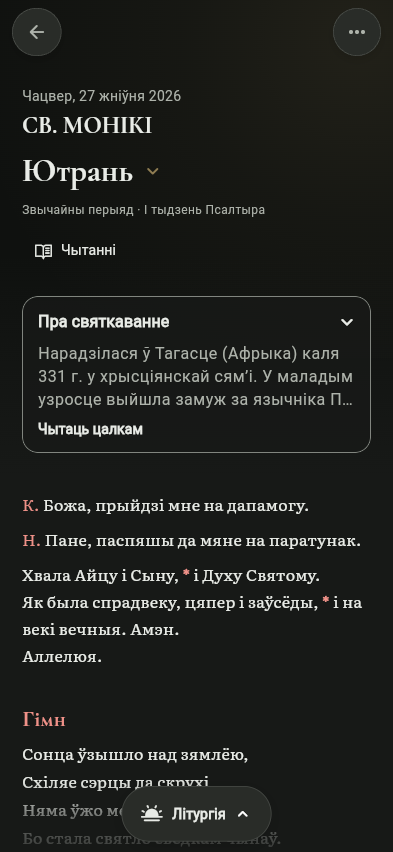 Чацвер, 27 жніўня 2026
СВ. МОНІКІ
Ютрань
Звычайны перыяд · I тыдзень Псалтыра
Чытанні
Пра святкаванне
Нарадзілася ў Тагасце (Афрыка) каля
331 г. у хрысціянскай сям’і. У маладым
узросце выйшла замуж за язычніка П...
Чытаць цалкам
К. Божа, прыйдзі мне на дапамогу.
Н. Пане, паспяшы да мяне на паратунак.
Хвала Айцу і Сыну, * і Духу Святому.
Як была спрадвеку, цяпер і заўсёды, * і на
векі вечныя. Амэн.
Аллелюя.
Гімн
Сонца ўзышло над зямлёю,
Схіляе сэрцы да скрухі
Няма ўжо
Бо стала святло
Літургія